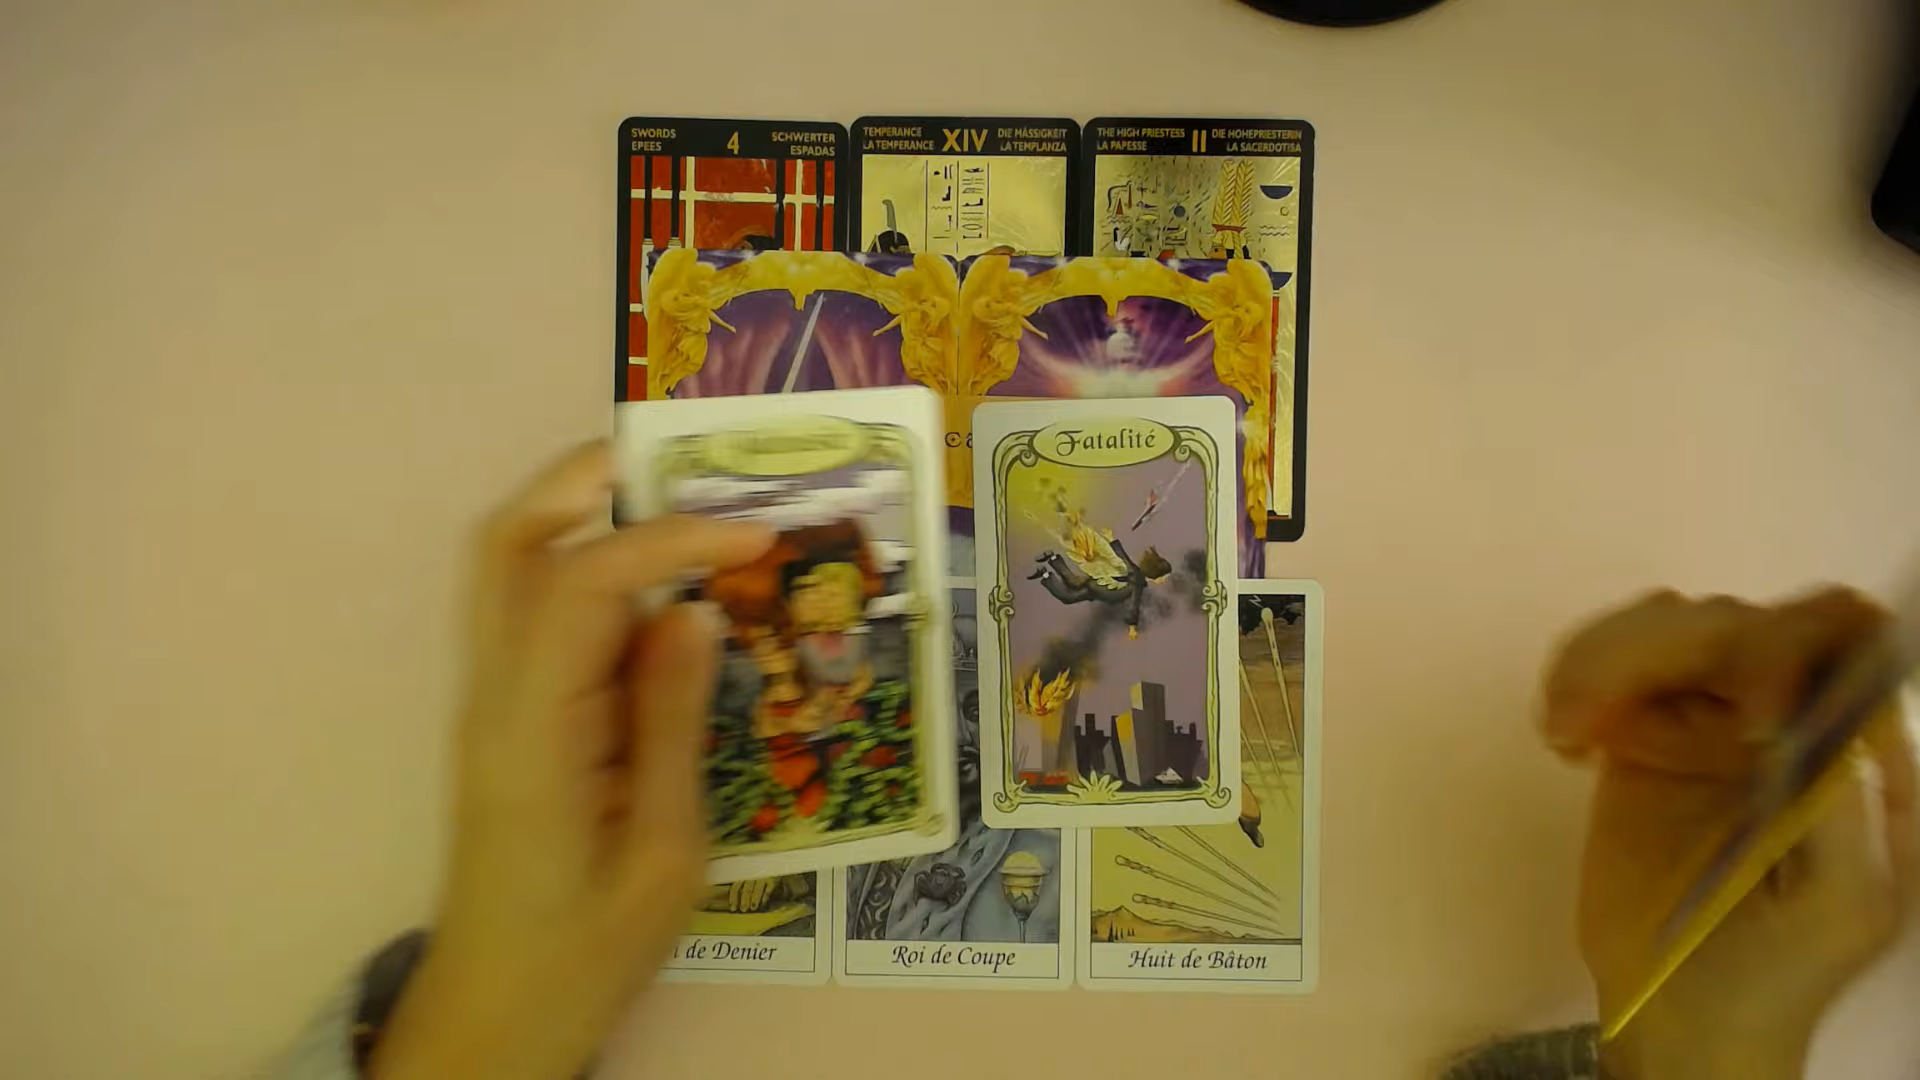 SWORDS 4 SCHWERTER
EPEES ESPADAS
TEMPERANCE XIV DIE MÄSSIGKEIT
LA TEMPERANCE LA TEMPLANZA
THE HIGH PRIESTESS II DIE HOHEPRIESTERIN
LA PAPESSE LA SACERDOTISA
Fatalité
de Denier
Roi de Coupe
Huit de Bâton